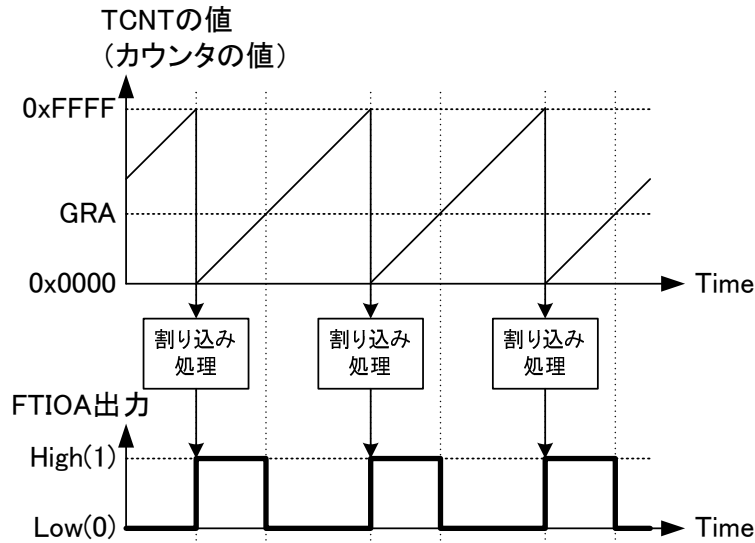 TCNTの値
（カウンタの値）
0xFFFF
GRA
0x0000
Time
割り込み
処理
割り込み
処理
割り込み
処理
FTIOA出力
High(1)
Low(0)
Time